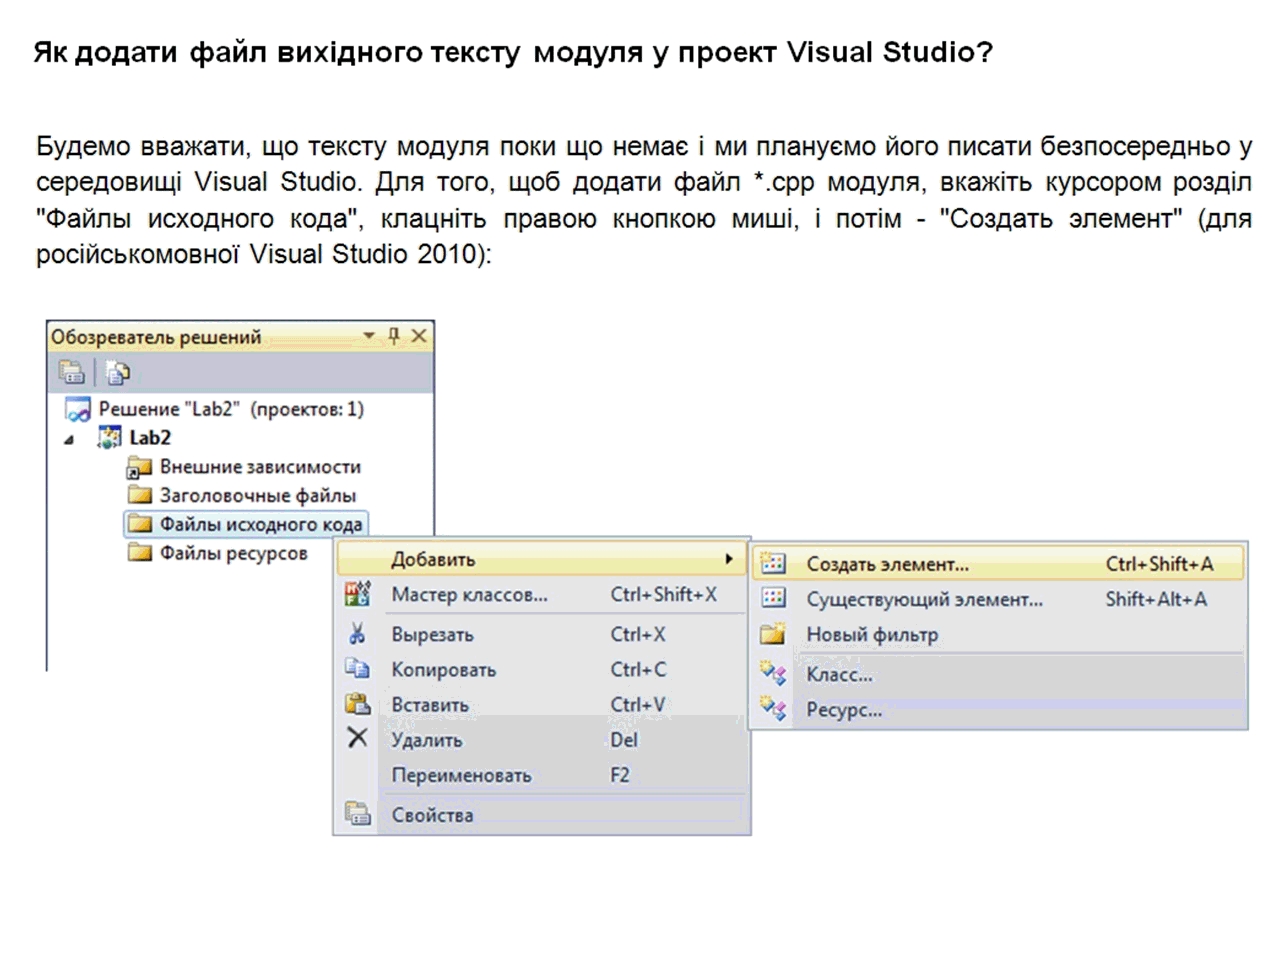 Як додати файл вихідного тексту модуля у проект Visual Studio?
Будемо вважати, що тексту модуля поки що немає і ми плануємо його писати безпосередньо у
середовищі Visual Studio. Для того, щоб додати файл *.cpp модуля, вкажіть курсором розділ
"Файлы исходного кода", клацніть правою кнопкою миші, і потім - "Создать элемент" (для
російськомовної Visual Studio 2010):
Обозреватель решений
Решение "Lab2" (проектов: 1)
Lab2
Внешние зависимости
Заголовочные файлы
Файлы исходного кода
Файлы ресурсов
Добавить
Мастер классов... Ctrl+Shift+X
Вырезать Ctrl+X
Копировать Ctrl+C
Вставить Ctrl+V
Удалить Del
Переименовать F2
Свойства
Создать элемент... Ctrl+Shift+A
Существующий элемент... Shift+Alt+A
Новый фильтр
Класс...
Ресурс...